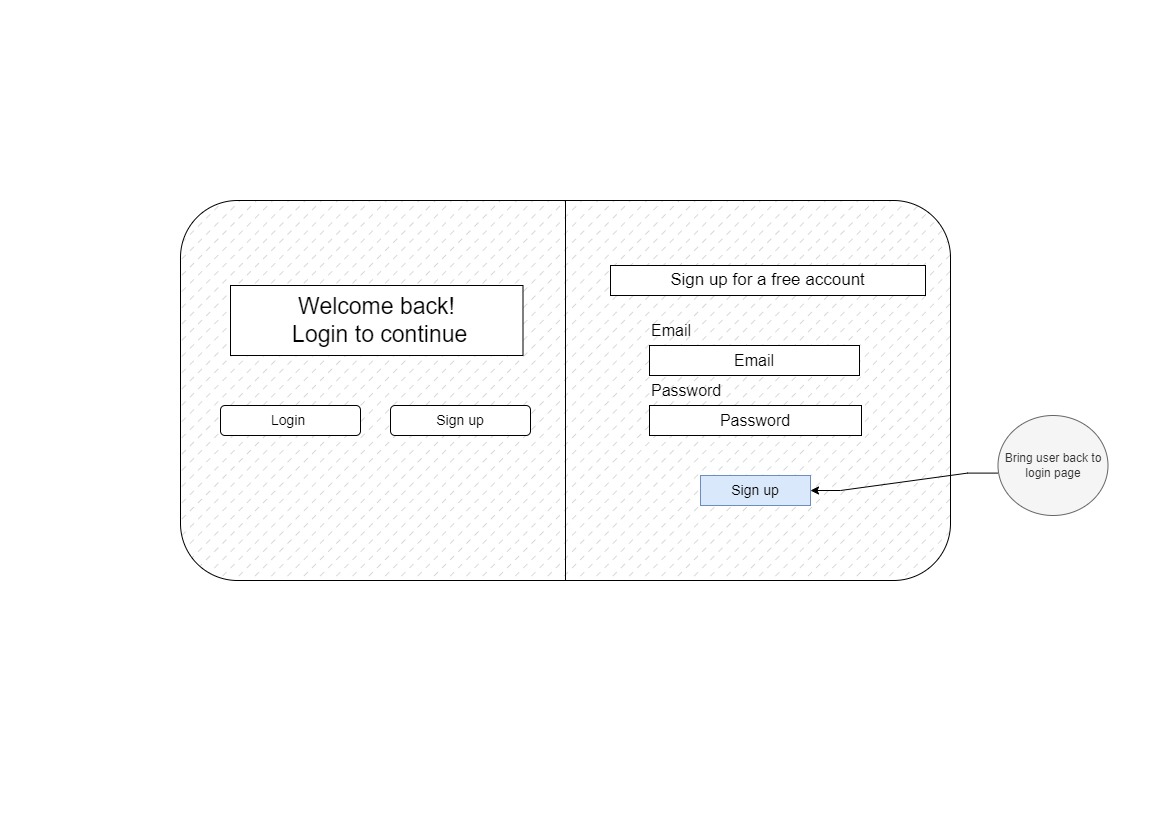 Welcome back!
Login to continue
Login
Sign up
Sign up for a free account
Email
Email
Password
Password
Sign up
Bring user back to
login page